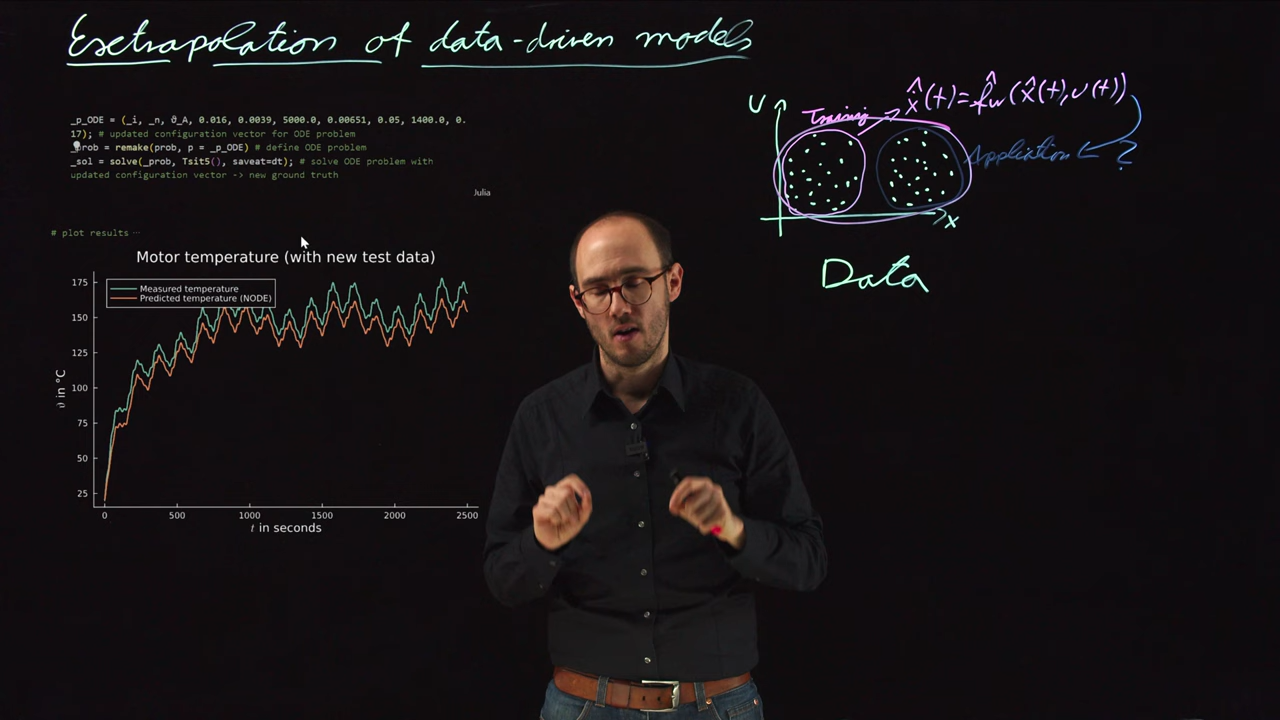 Esctrapolation of data-driven models
_p_ODE = (_i, _n, ϑ_A, 0.016, 0.0039, 5000.0, 0.00651, 0.05, 1400.0, 0.
17); # updated configuration vector for ODE problem
_prob = remake(prob, p = _p_ODE) # define ODE problem
_sol = solve(_prob, Tsit5(), saveat=dt); # solve ODE problem with
updated configuration vector -> new ground truth
Julia
# plot results ···
Motor temperature (with new test data)
Measured temperature
Predicted temperature (NODE)
175
150
125
100
75
50
25
ϑ in °C
0 500 1000 1500 2000 2500
t in seconds
U
Training
x̂̇(t) = f̂w(x̂(t), u(t))
Application ← ?
x
Data